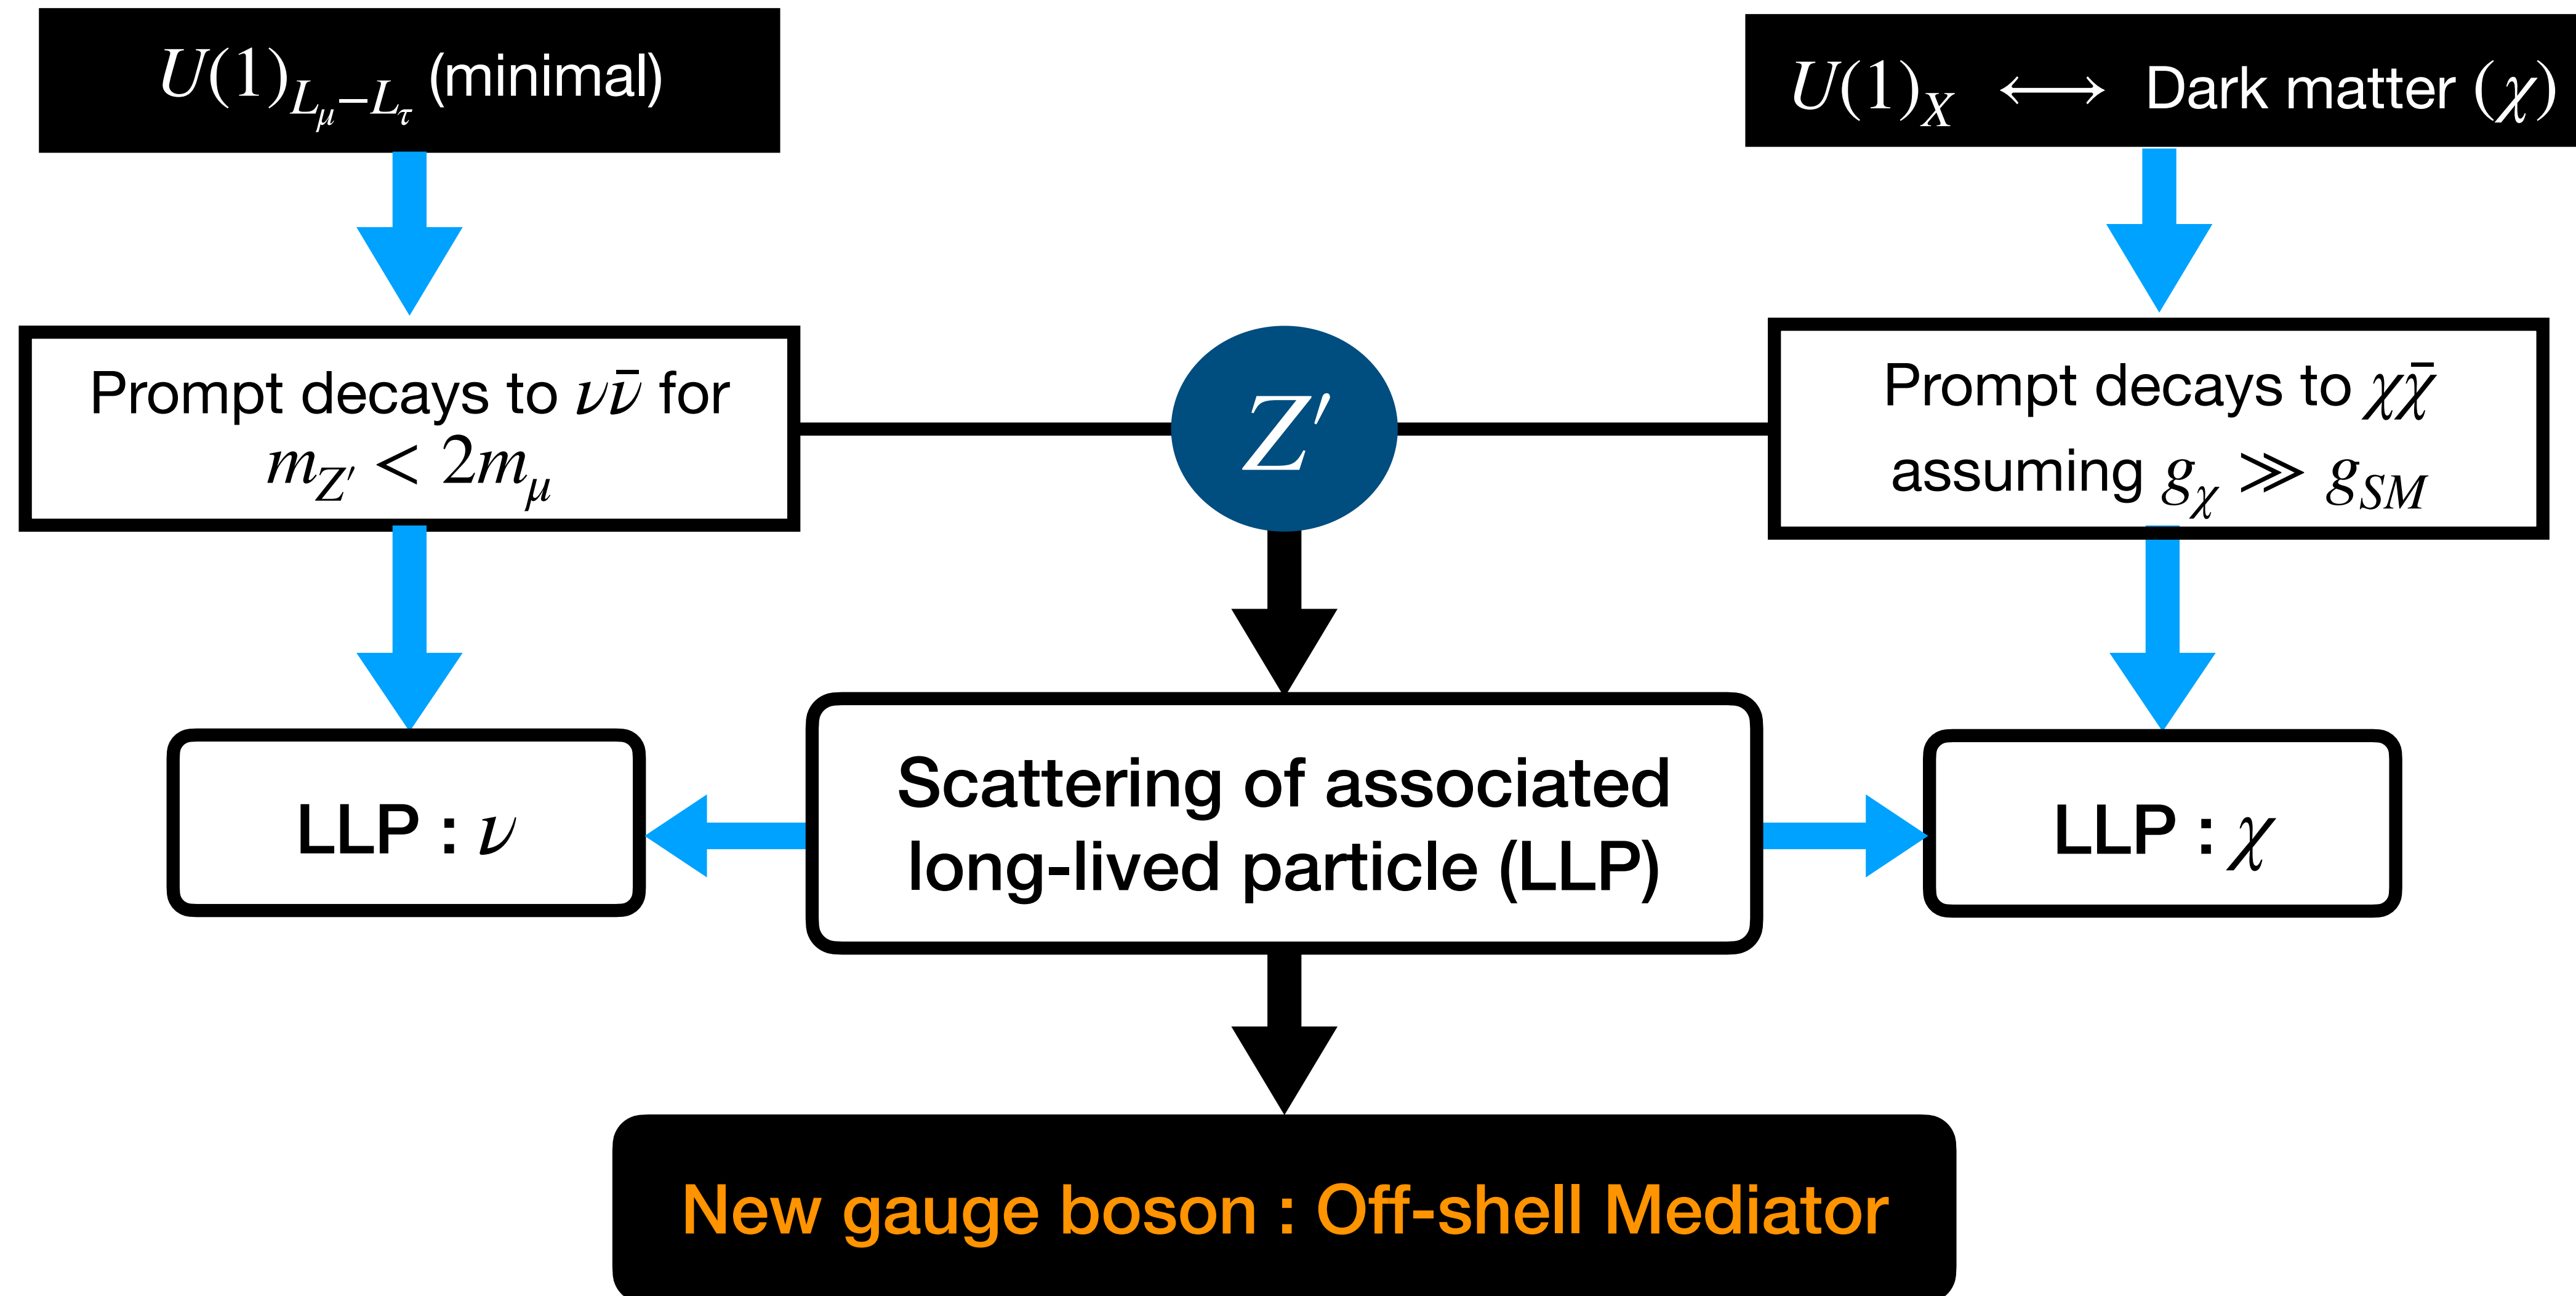 U(1)_{L_μ−L_τ} (minimal)
U(1)_X ⟷ Dark matter (χ)
Prompt decays to νν̄ for
m_{Z′} < 2m_μ
Z′
Prompt decays to χχ̄
assuming g_χ ≫ g_{SM}
LLP : ν
Scattering of associated
long-lived particle (LLP)
LLP : χ
New gauge boson : Off-shell Mediator